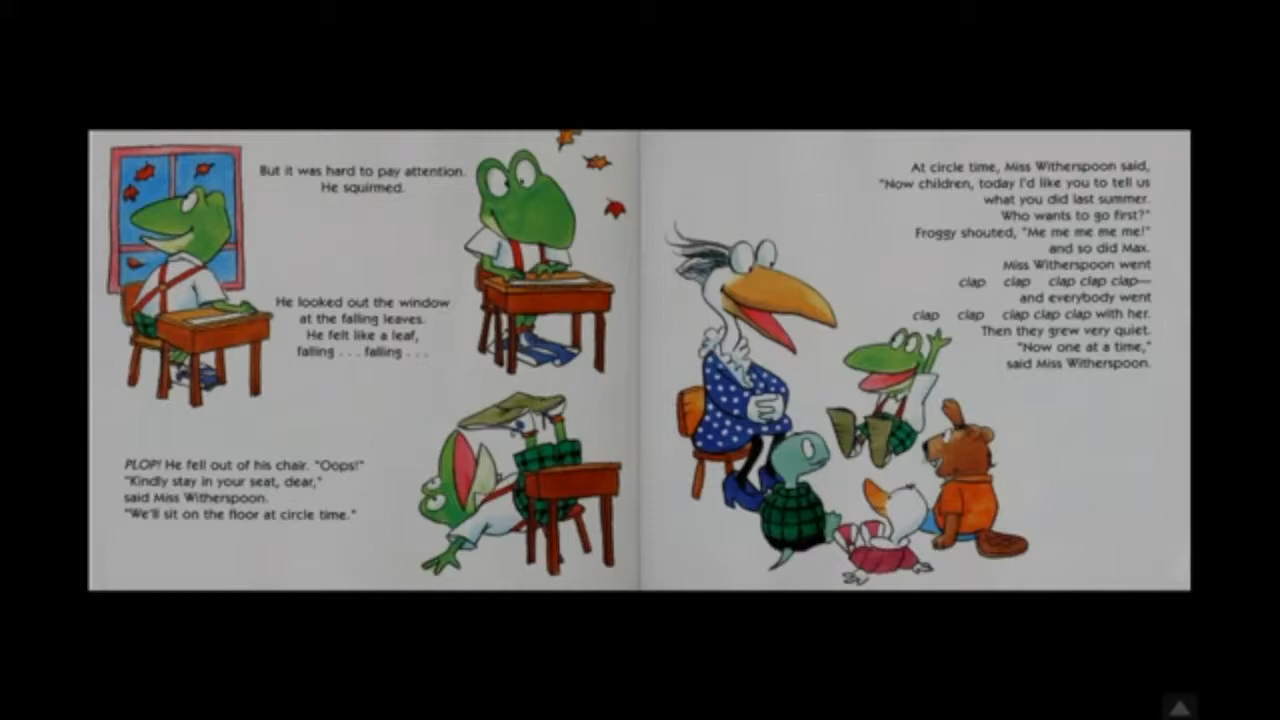 But it was hard to pay attention.
He squirmed.
He looked out the window
at the falling leaves.
He felt like a leaf,
falling . . . falling . . .
PLOP! He fell out of his chair. "Oops!"
"Kindly stay in your seat, dear,"
said Miss Witherspoon.
"We'll sit on the floor at circle time."
At circle time, Miss Witherspoon said,
"Now children, today I'd like you to tell us
what you did last summer.
Who wants to go first?"
Froggy shouted, "Me me me me me!"
and so did Max.
Miss Witherspoon went
clap clap clap clap clap—
and everybody went
clap clap clap clap clap with her.
Then they grew very quiet.
"Now one at a time,"
said Miss Witherspoon.